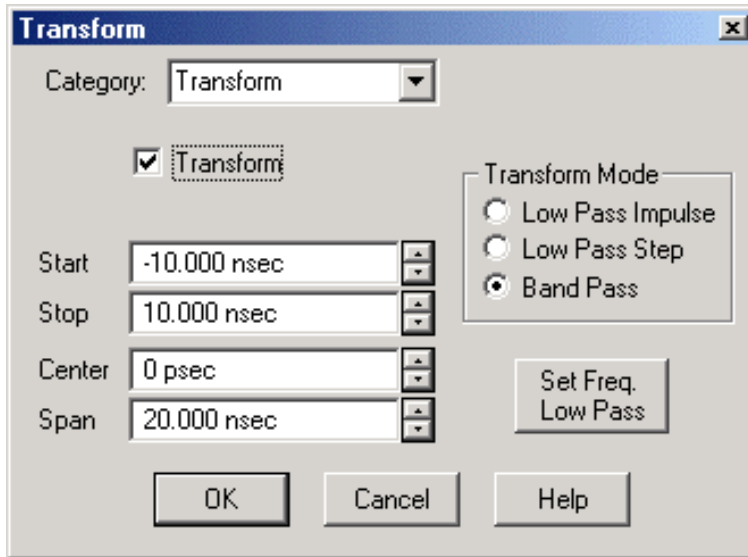 Transform
Category: Transform
Transform
Transform Mode
Low Pass Impulse
Low Pass Step
Band Pass
Start -10.000 nsec
Stop 10.000 nsec
Center 0 psec
Span 20.000 nsec
Set Freq.
Low Pass
OK Cancel Help